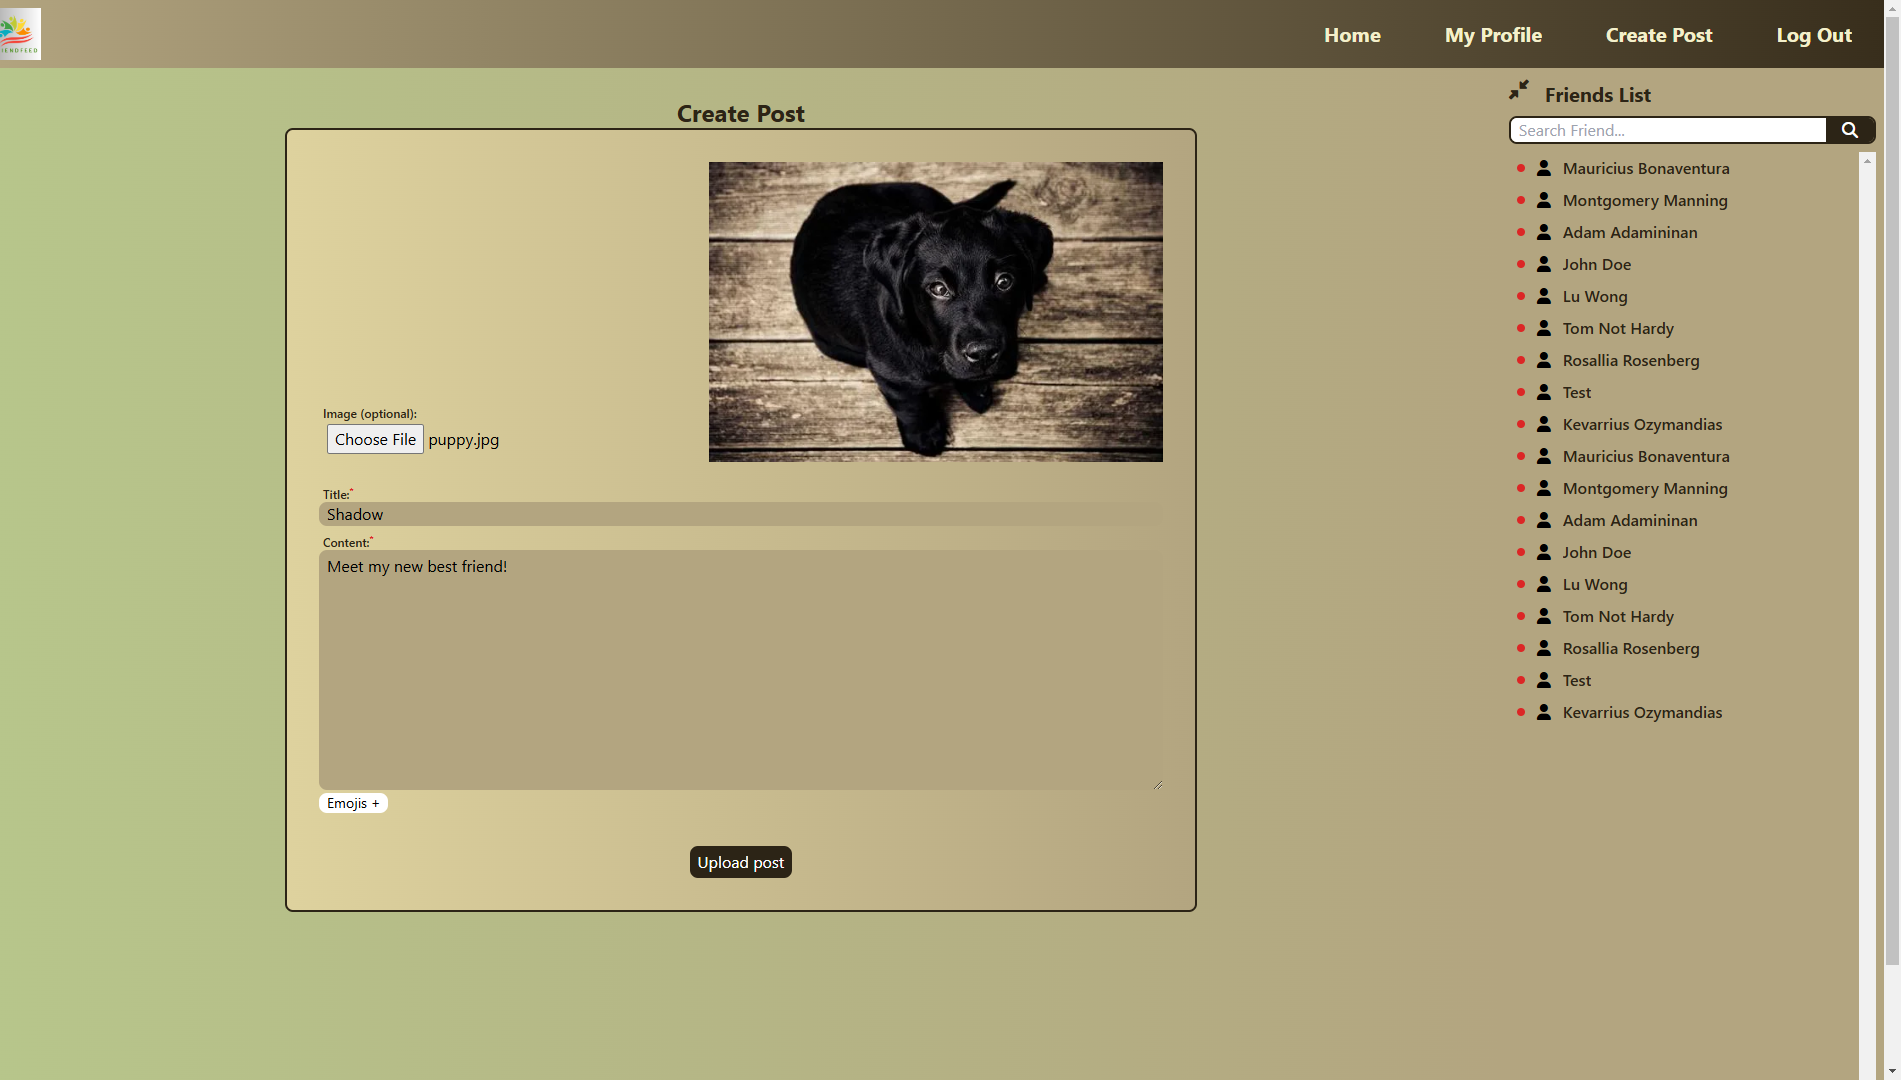 IENDFEED
Home
My Profile
Create Post
Log Out
Create Post
Image (optional):
Choose File puppy.jpg
Title:*
Shadow
Content:*
Meet my new best friend!
Emojis +
Upload post
Friends List
Search Friend...
Mauricius Bonaventura
Montgomery Manning
Adam Adamininan
John Doe
Lu Wong
Tom Not Hardy
Rosallia Rosenberg
Test
Kevarrius Ozymandias
Mauricius Bonaventura
Montgomery Manning
Adam Adamininan
John Doe
Lu Wong
Tom Not Hardy
Rosallia Rosenberg
Test
Kevarrius Ozymandias